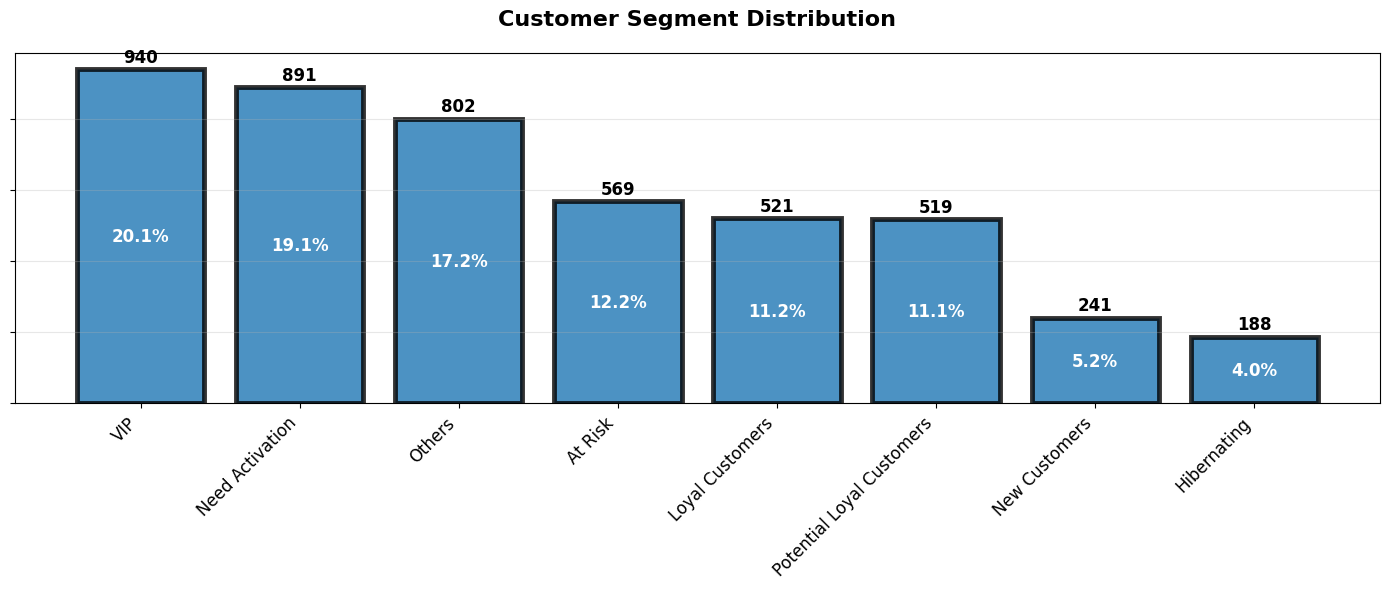 Customer Segment Distribution
940
891
802
569
521
519
241
188
20.1%
19.1%
17.2%
12.2%
11.2%
11.1%
5.2%
4.0%
VIP
Need Activation
Others
At Risk
Loyal Customers
Potential Loyal Customers
New Customers
Hibernating